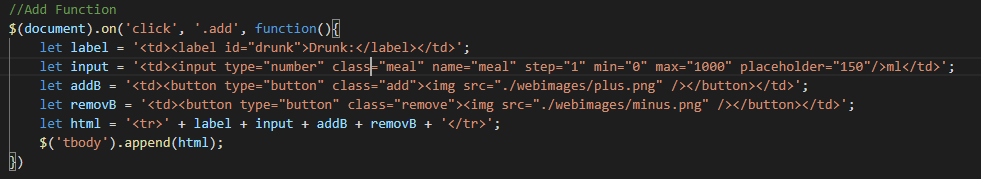 //Add Function
$(document).on('click', '.add', function(){
    let label = '<td><label id="drunk">Drunk:</label></td>';
    let input = '<td><input type="number" class="meal" name="meal" step="1" min="0" max="1000" placeholder="150"/>ml</td>';
    let addB = '<td><button type="button" class="add"><img src="./webimages/plus.png" /></button></td>';
    let removB = '<td><button type="button" class="remove"><img src="./webimages/minus.png" /></button></td>';
    let html = '<tr>' + label + input + addB + removB + '</tr>';
    $('tbody').append(html);
})